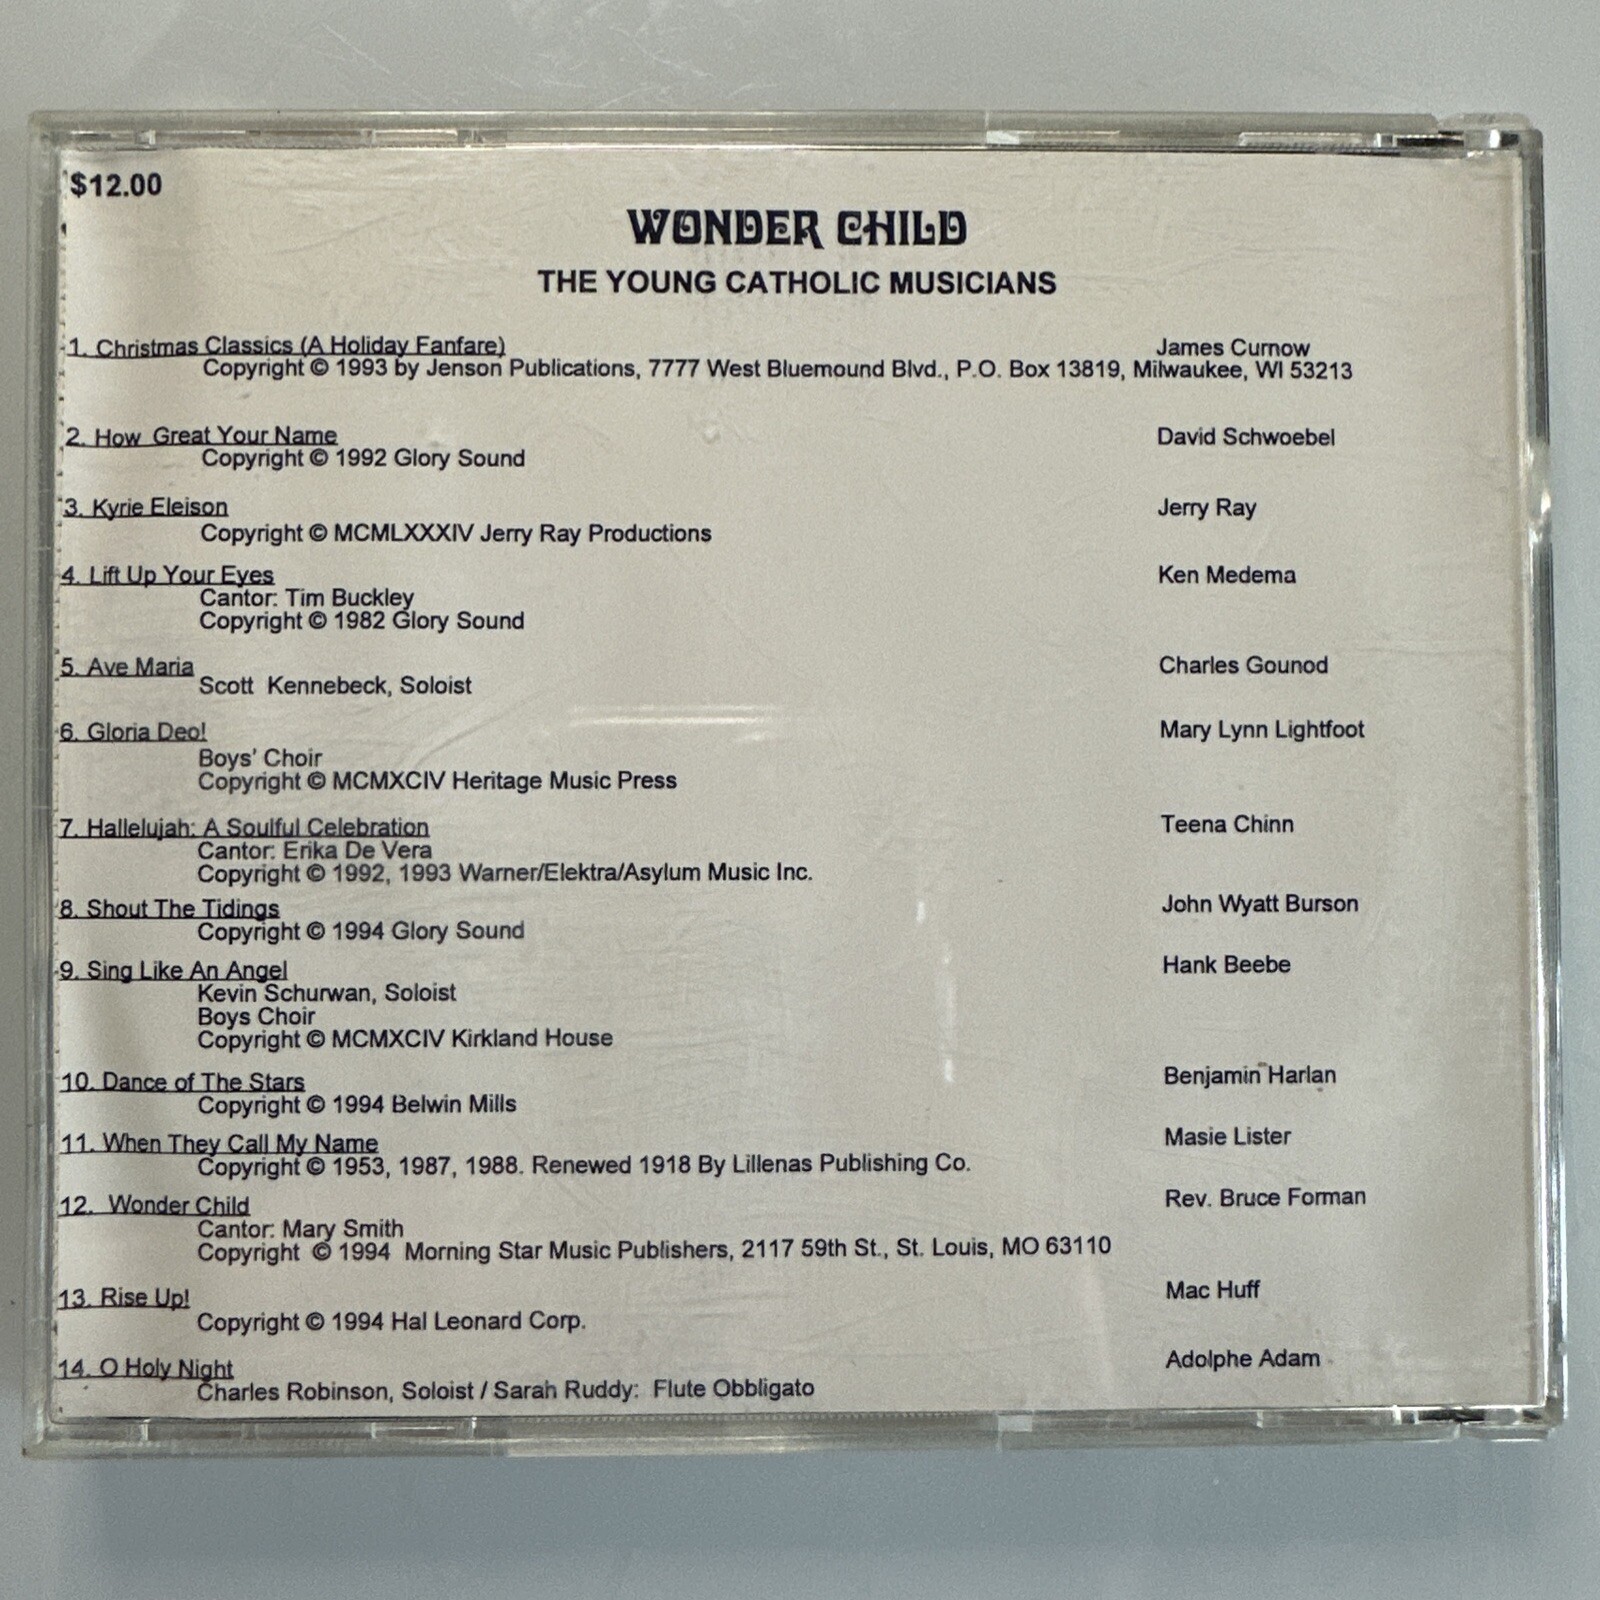 $12.00
WONDER CHILD
THE YOUNG CATHOLIC MUSICIANS
1. Christmas Classics (A Holiday Fanfare) James Curnow
Copyright © 1993 by Jenson Publications, 7777 West Bluemound Blvd., P.O. Box 13819, Milwaukee, WI 53213
2. How Great Your Name David Schwoebel
Copyright © 1992 Glory Sound
3. Kyrie Eleison Jerry Ray
Copyright © MCMLXXXIV Jerry Ray Productions
4. Lift Up Your Eyes Ken Medema
Cantor: Tim Buckley
Copyright © 1982 Glory Sound
5. Ave Maria Charles Gounod
Scott Kennebeck, Soloist
6. Gloria Deo! Mary Lynn Lightfoot
Boys' Choir
Copyright © MCMXCIV Heritage Music Press
7. Hallelujah: A Soulful Celebration Teena Chinn
Cantor: Erika De Vera
Copyright © 1992, 1993 Warner/Elektra/Asylum Music Inc.
8. Shout The Tidings John Wyatt Burson
Copyright © 1994 Glory Sound
9. Sing Like An Angel Hank Beebe
Kevin Schurwan, Soloist
Boys Choir
Copyright © MCMXCIV Kirkland House
10. Dance of The Stars Benjamin Harlan
Copyright © 1994 Belwin Mills
11. When They Call My Name Masie Lister
Copyright © 1953, 1987, 1988. Renewed 1918 By Lillenas Publishing Co.
12. Wonder Child Rev. Bruce Forman
Cantor: Mary Smith
Copyright © 1994 Morning Star Music Publishers, 2117 59th St., St. Louis, MO 63110
13. Rise Up! Mac Huff
Copyright © 1994 Hal Leonard Corp.
14. O Holy Night Adolphe Adam
Charles Robinson, Soloist / Sarah Ruddy: Flute Obbligato